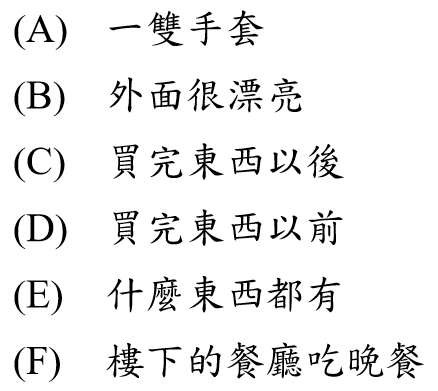 (A) 一雙手套
(B) 外面很漂亮
(C) 買完東西以後
(D) 買完東西以前
(E) 什麼東西都有
(F) 樓下的餐廳吃晚餐